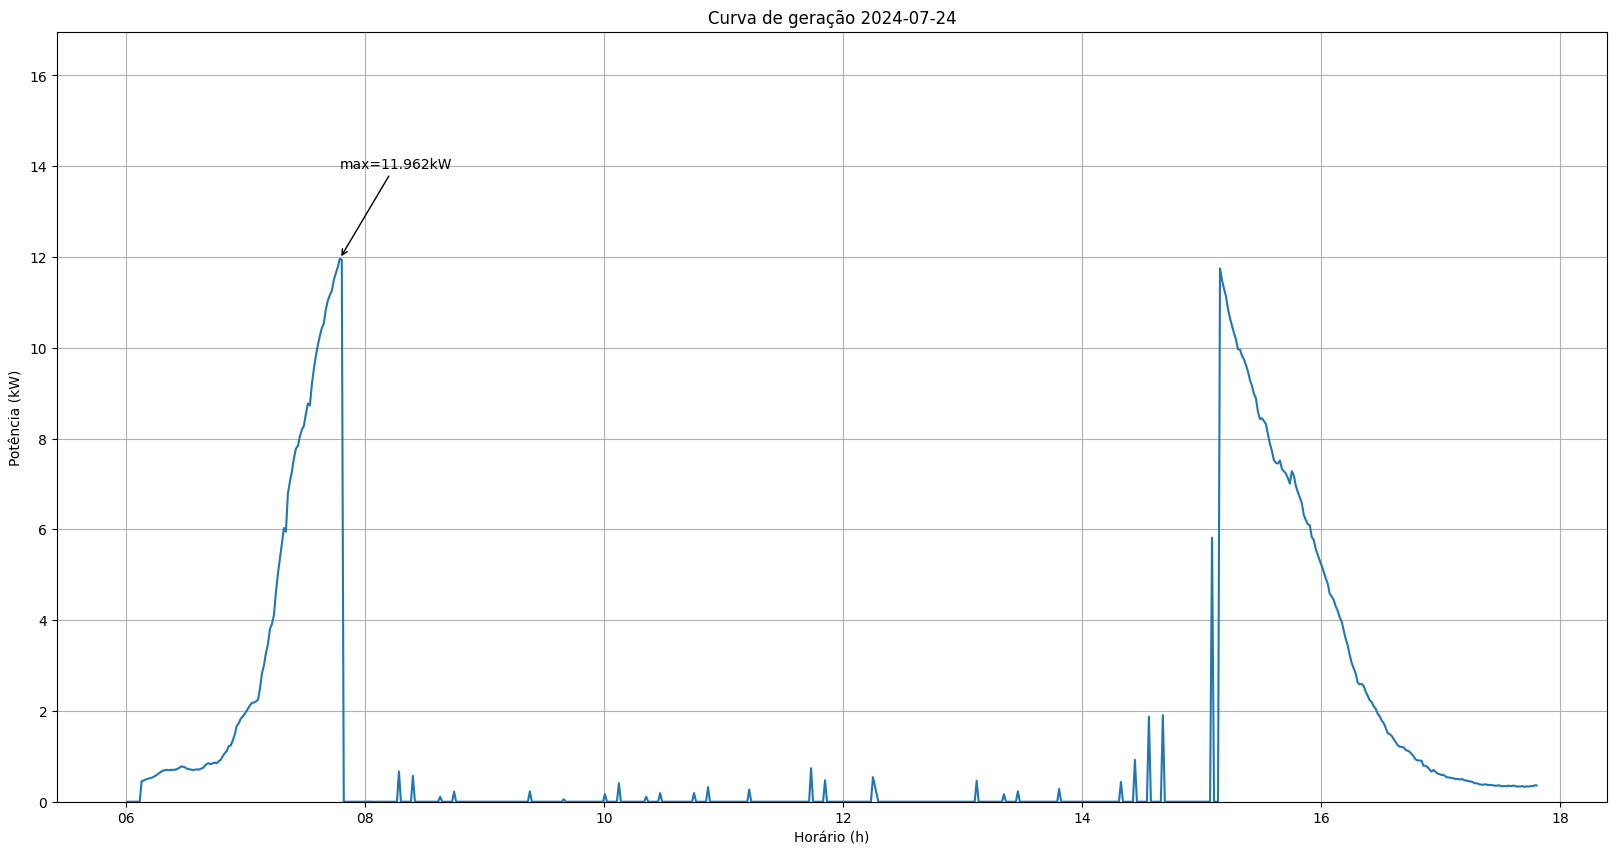 Curva de geração 2024-07-24
16
14
12
10
8
6
4
2
0
Potência (kW)
max=11.962kW
06 08 10 12 14 16 18
Horário (h)